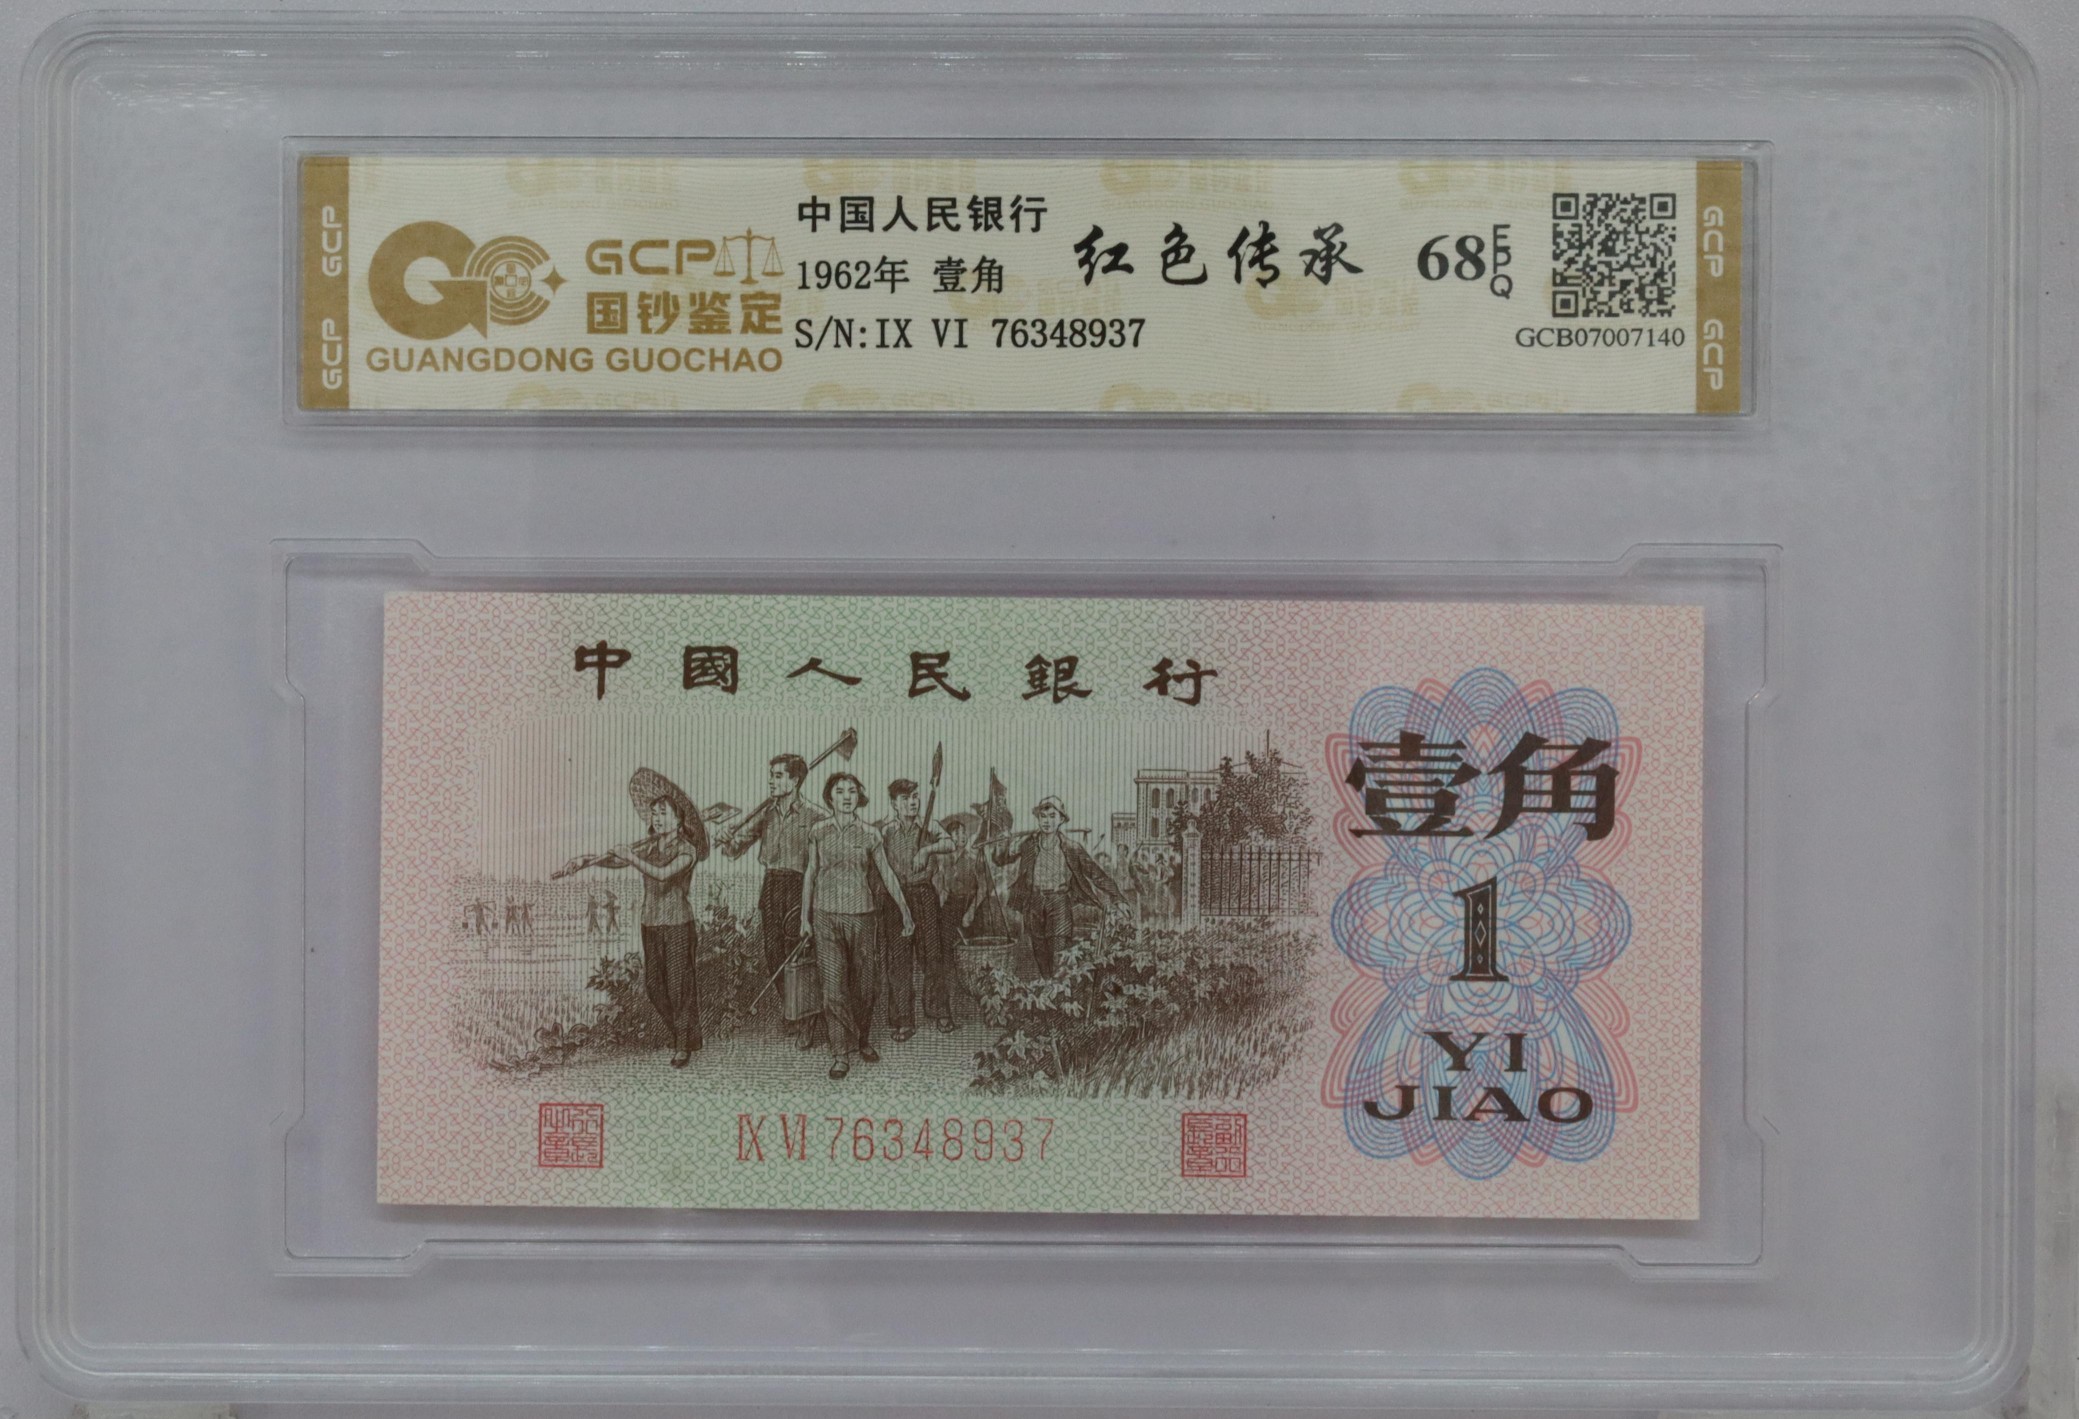 GCP
GCP
GCP
国钞鉴定
GUANGDONG GUOCHAO
中国人民银行
1962年 壹角
S/N:IX VI 76348937
红色传承
68 EPQ
GCB07007140
GCP
GCP
中國人民銀行
壹角
1
YI
JIAO
IX VI 76348937